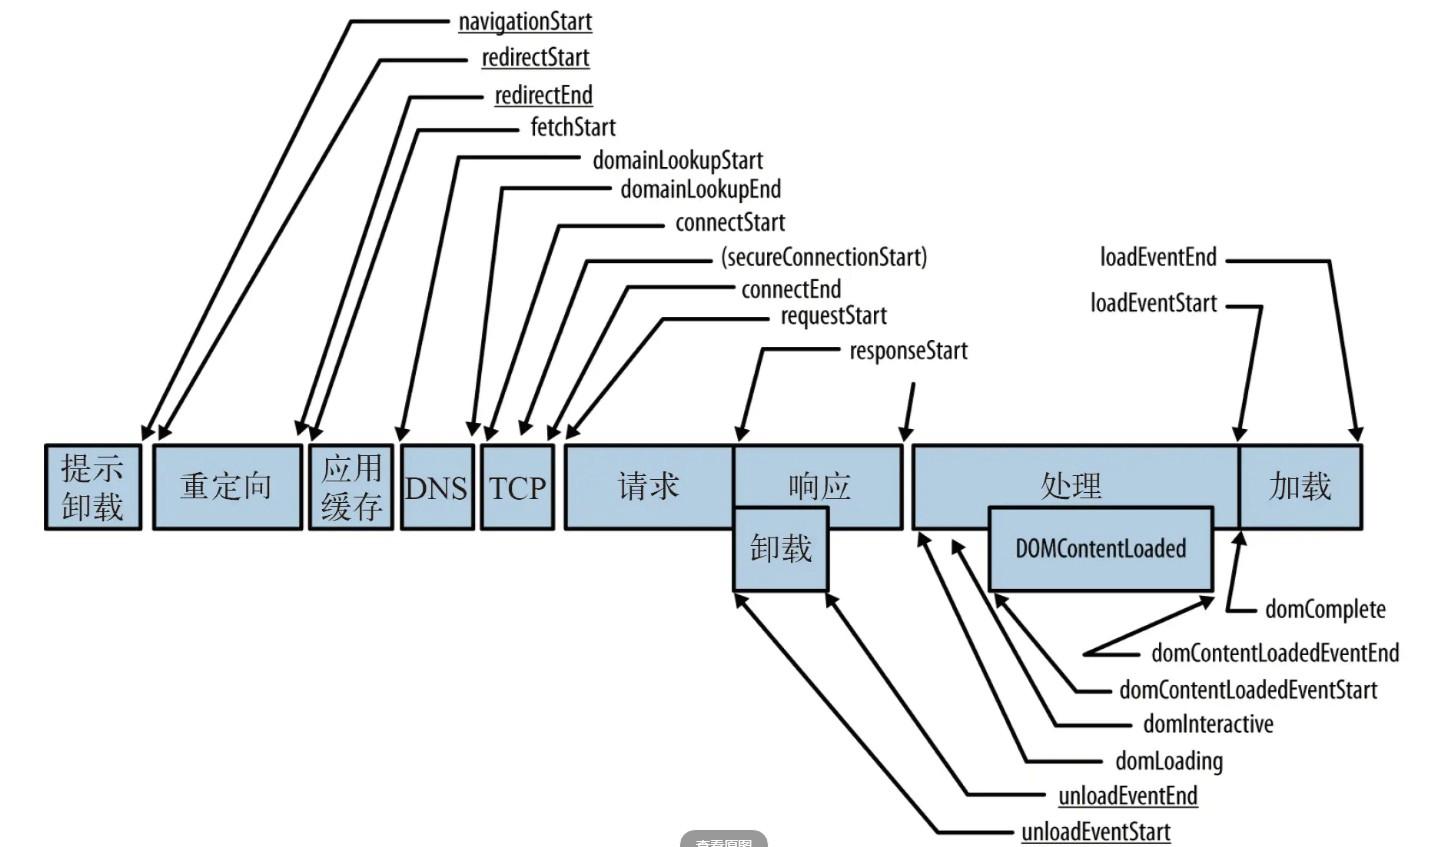 navigationStart
redirectStart
redirectEnd
fetchStart
domainLookupStart
domainLookupEnd
connectStart
(secureConnectionStart)
loadEventEnd
connectEnd
loadEventStart
requestStart
responseStart
提示
卸载
重定向
应用
缓存
DNS
TCP
请求
响应
处理
加载
卸载
DOMContentLoaded
domComplete
domContentLoadedEventEnd
domContentLoadedEventStart
domInteractive
domLoading
unloadEventEnd
unloadEventStart